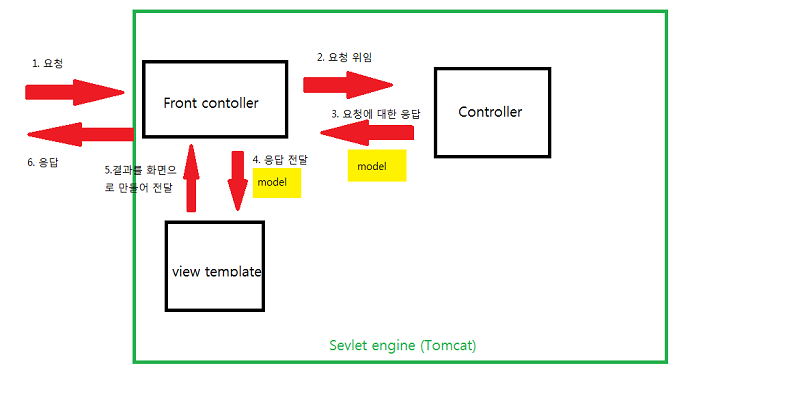 1. 요청
2. 요청 위임
Front contoller
Controller
3. 요청에 대한 응답
model
6. 응답
5.결과를 화면으
로 만들어 전달
4. 응답 전달
model
view template
Sevlet engine (Tomcat)